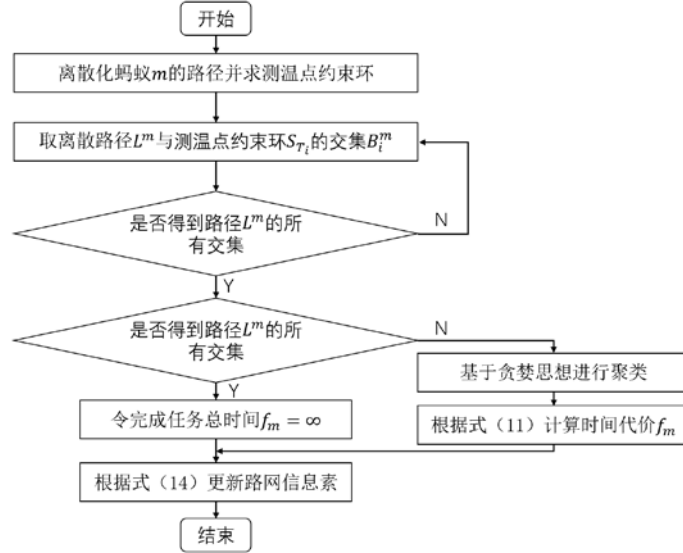 开始
离散化蚂蚁m的路径并求测温点约束环
取离散路径L^m与测温点约束环S_{T_i}的交集B_i^m
是否得到路径L^m的所
有交集
N
Y
是否得到路径L^m的所
有交集
N
Y
基于贪婪思想进行聚类
令完成任务总时间f_m = ∞
根据式（11）计算时间代价f_m
根据式（14）更新路网信息素
结束